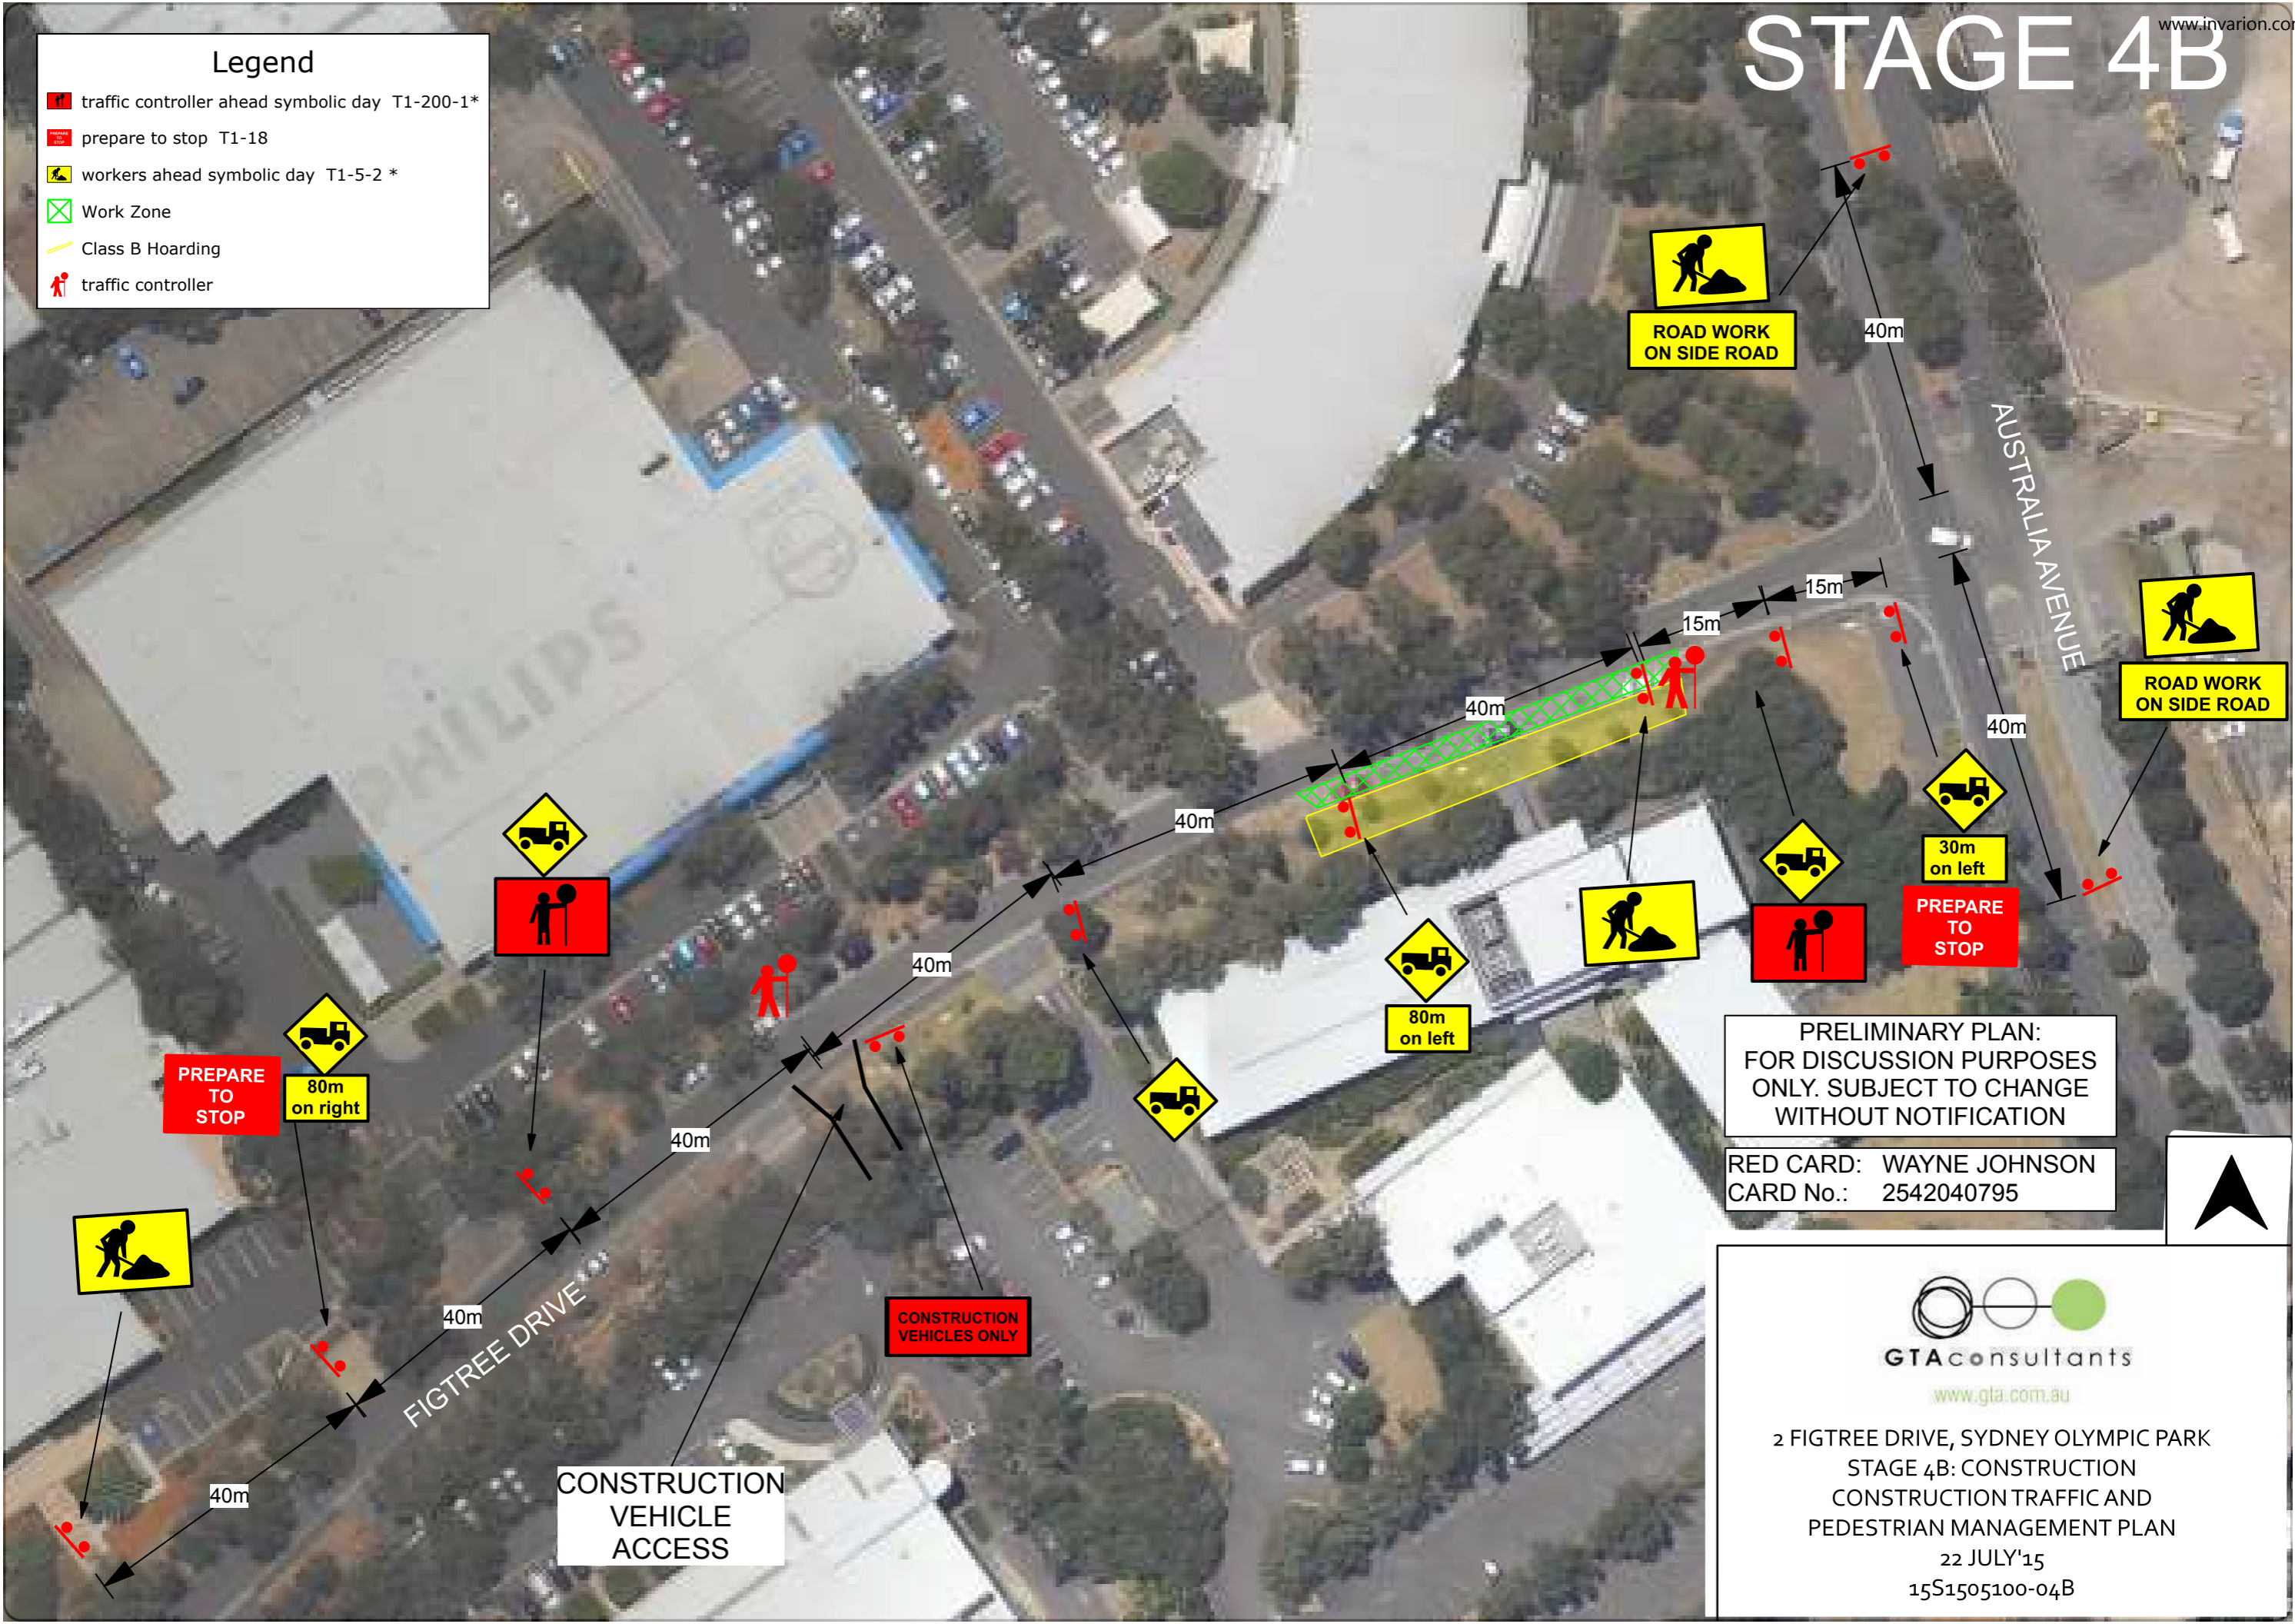 STAGE 4B
www.invarion.com
Legend
traffic controller ahead symbolic day T1-200-1*
PREPARE
TO
STOP
prepare to stop T1-18
workers ahead symbolic day T1-5-2 *
Work Zone
Class B Hoarding
traffic controller
ROAD WORK
ON SIDE ROAD
40m
AUSTRALIA AVENUE
15m
15m
ROAD WORK
ON SIDE ROAD
40m
PHILIPS
40m
40m
30m
on left
PREPARE
TO
STOP
40m
80m
on left
PREPARE
TO
STOP
80m
on right
40m
40m
FIGTREE DRIVE
40m
CONSTRUCTION
VEHICLES ONLY
CONSTRUCTION
VEHICLE
ACCESS
PRELIMINARY PLAN:
FOR DISCUSSION PURPOSES
ONLY. SUBJECT TO CHANGE
WITHOUT NOTIFICATION
RED CARD: WAYNE JOHNSON
CARD No.: 2542040795
GTAconsultants
www.gta.com.au
2 FIGTREE DRIVE, SYDNEY OLYMPIC PARK
STAGE 4B: CONSTRUCTION
CONSTRUCTION TRAFFIC AND
PEDESTRIAN MANAGEMENT PLAN
22 JULY'15
15S1505100-04B